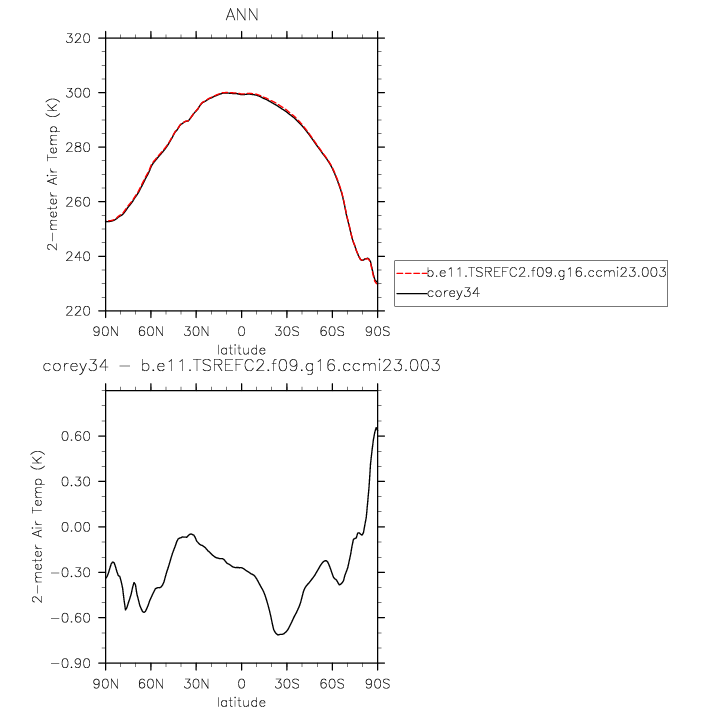 ANN
2-meter Air Temp (K)
320
300
280
260
240
220
90N 60N 30N 0 30S 60S 90S
latitude
b.e11.TSREFC2.f09.g16.ccmi23.003
corey34
corey34 - b.e11.TSREFC2.f09.g16.ccmi23.003
2-meter Air Temp (K)
0.60
0.30
0.00
-0.30
-0.60
-0.90
90N 60N 30N 0 30S 60S 90S
latitude